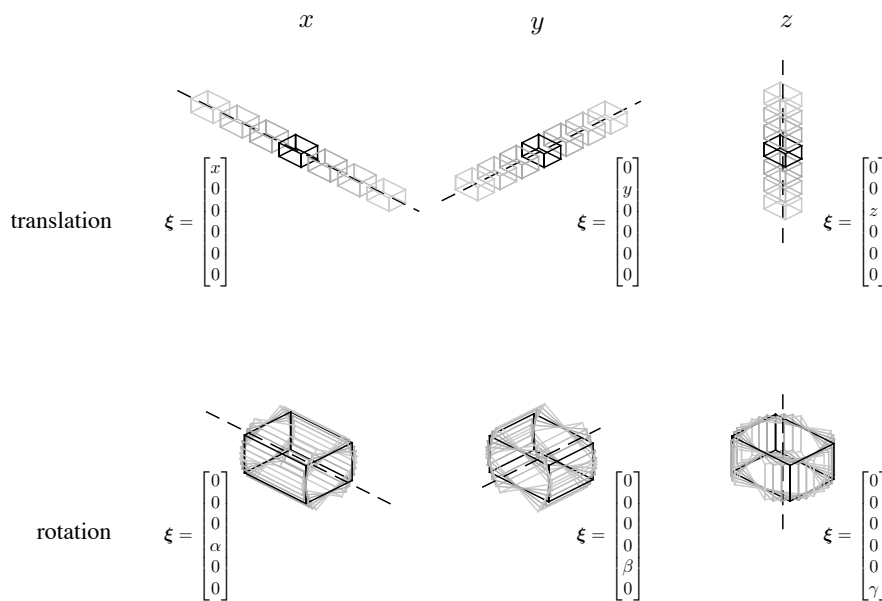 x y z
translation
ξ = [x 0 0 0 0 0]
ξ = [0 y 0 0 0 0]
ξ = [0 0 z 0 0 0]
rotation
ξ = [0 0 0 α 0 0]
ξ = [0 0 0 0 β 0]
ξ = [0 0 0 0 0 γ]